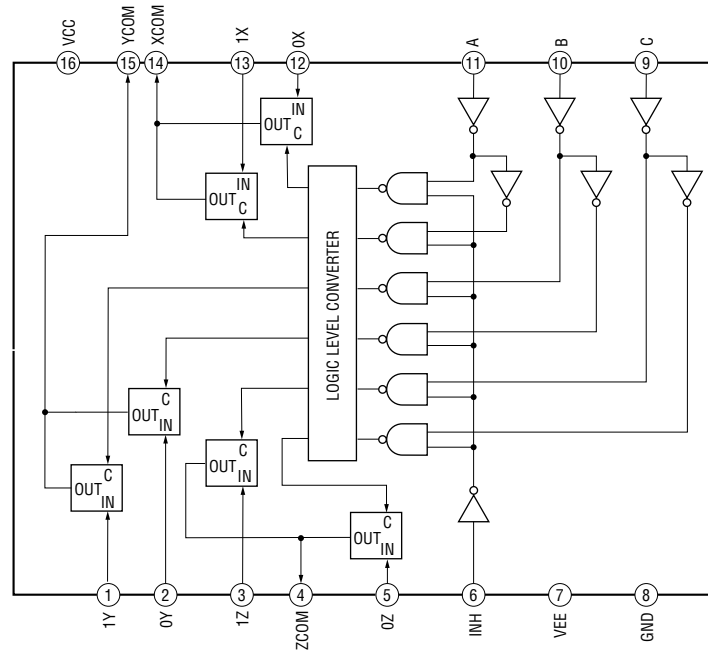 VCC
YCOM
XCOM
1X
0X
A
B
C
16
15
14
13
12
11
10
9
IN
OUT C
IN
OUT C
LOGIC LEVEL CONVERTER
C
OUT IN
C
OUT IN
C
OUT IN
C
OUT IN
1
2
3
4
5
6
7
8
1Y
0Y
1Z
ZCOM
0Z
INH
VEE
GND